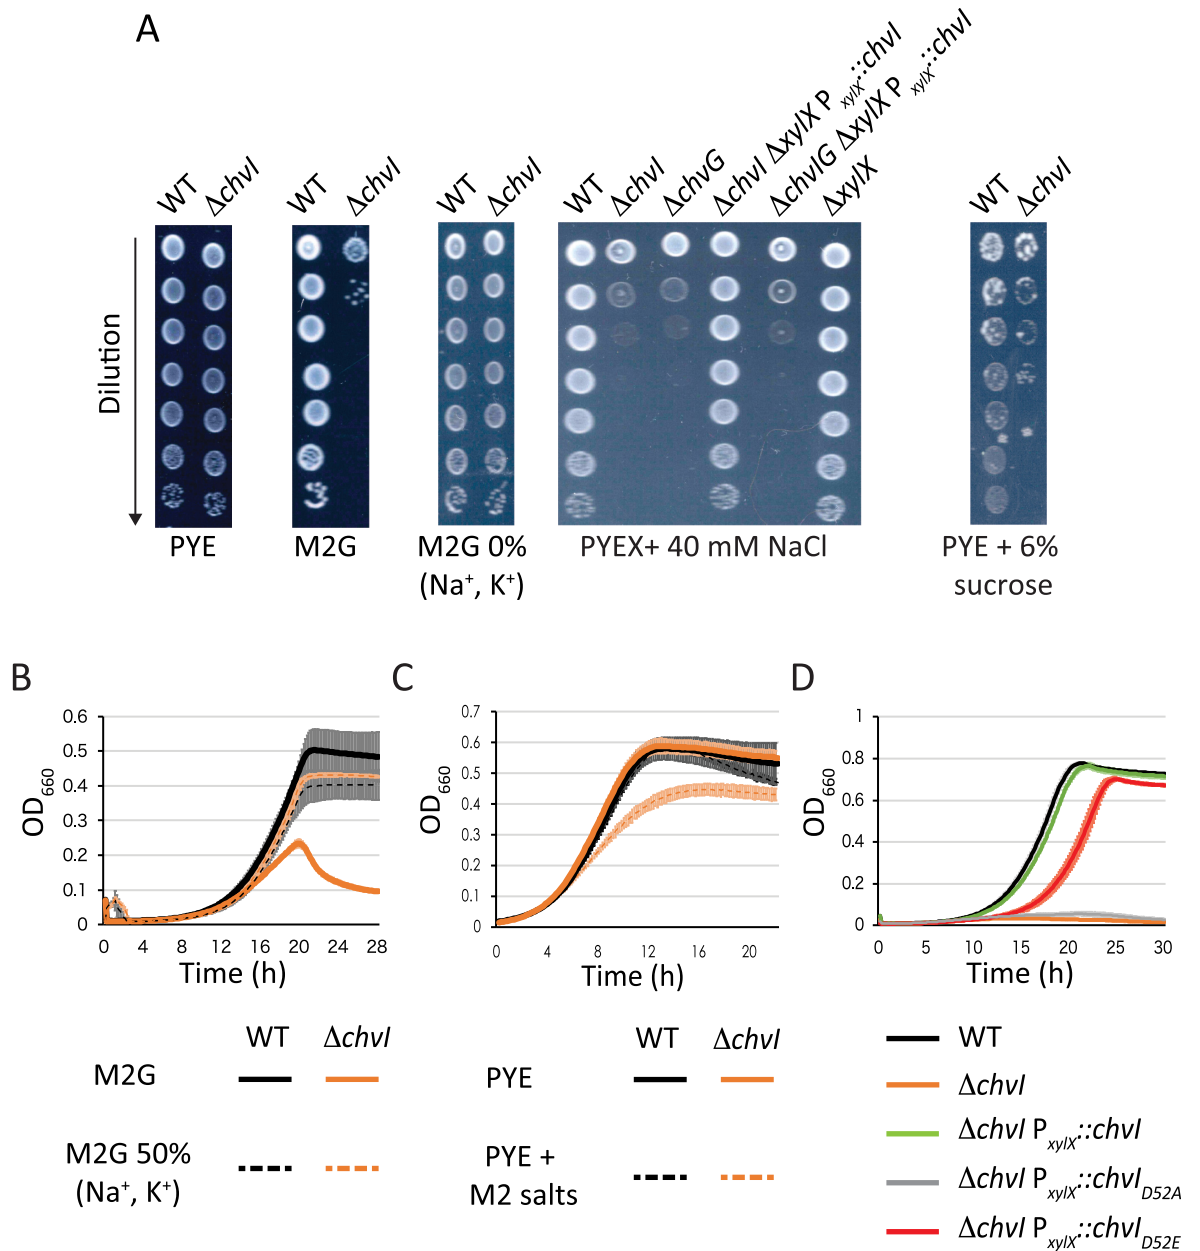 A
WT
ΔchvI
WT
ΔchvI
WT
ΔchvI
WT
ΔchvI
ΔchvG
ΔchvI ΔxylX P xylX::chvI
ΔchvIG ΔxylX P xylX::chvI
ΔxylX
WT
ΔchvI
Dilution
PYE
M2G
M2G 0%
(Na⁺, K⁺)
PYEX+ 40 mM NaCl
PYE + 6%
sucrose
B
OD660
0.6
0.5
0.4
0.3
0.2
0.1
0
0 4 8 12 16 20 24 28
Time (h)
C
OD660
0.7
0.6
0.5
0.4
0.3
0.2
0.1
0
0 4 8 12 16 20
Time (h)
D
OD660
1
0.8
0.6
0.4
0.2
0
0 5 10 15 20 25 30
Time (h)
WT ΔchvI
M2G
M2G 50%
(Na⁺, K⁺)
WT ΔchvI
PYE
PYE +
M2 salts
WT
ΔchvI
ΔchvI PxylX::chvI
ΔchvI PxylX::chvID52A
ΔchvI PxylX::chvID52E